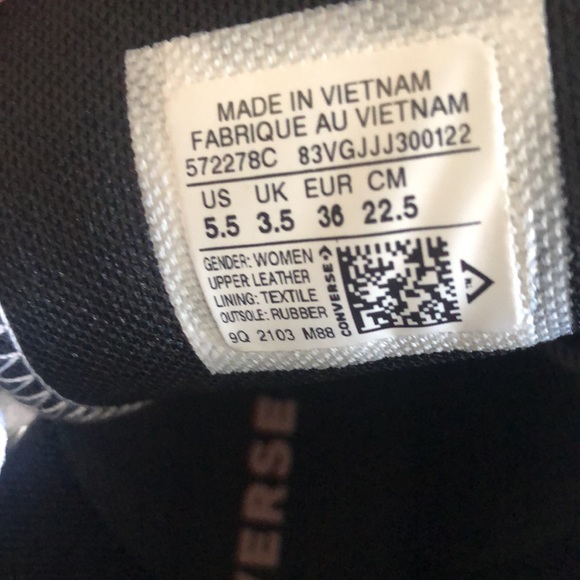 MADE IN VIETNAM
FABRIQUE AU VIETNAM
572278C 83VGJJJ300122
US UK EUR CM
5.5 3.5 36 22.5
GENDER: WOMEN
UPPER: LEATHER
LINING: TEXTILE
OUTSOLE: RUBBER
9Q 2103 M88
CONVERSE
VERSE